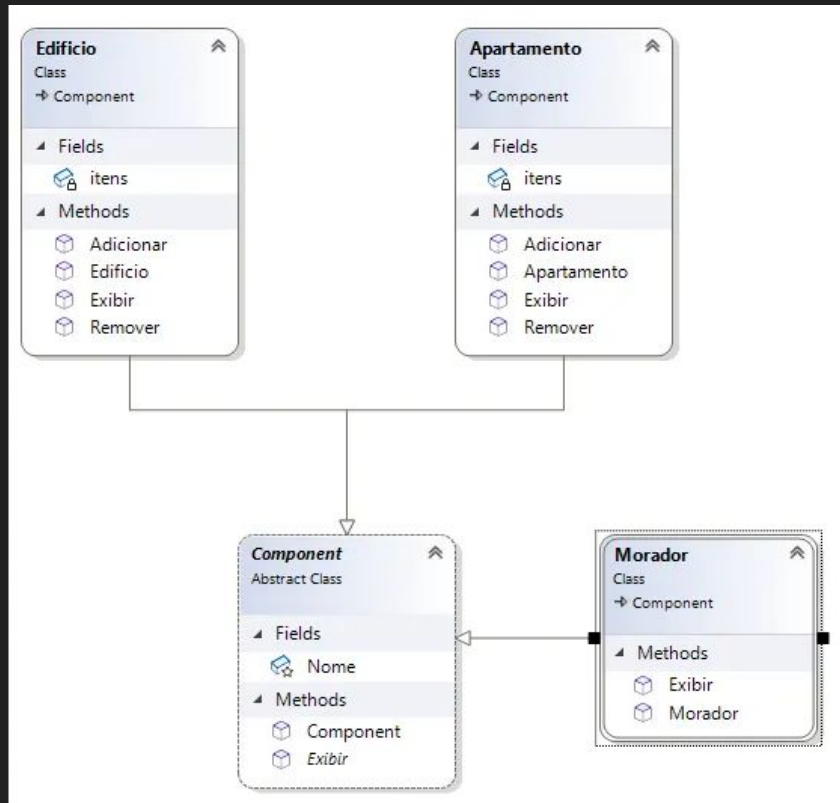 Edificio
Class
Component
Fields
itens
Methods
Adicionar
Edificio
Exibir
Remover
Apartamento
Class
Component
Fields
itens
Methods
Adicionar
Apartamento
Exibir
Remover
Component
Abstract Class
Fields
Nome
Methods
Component
Exibir
Morador
Class
Component
Methods
Exibir
Morador